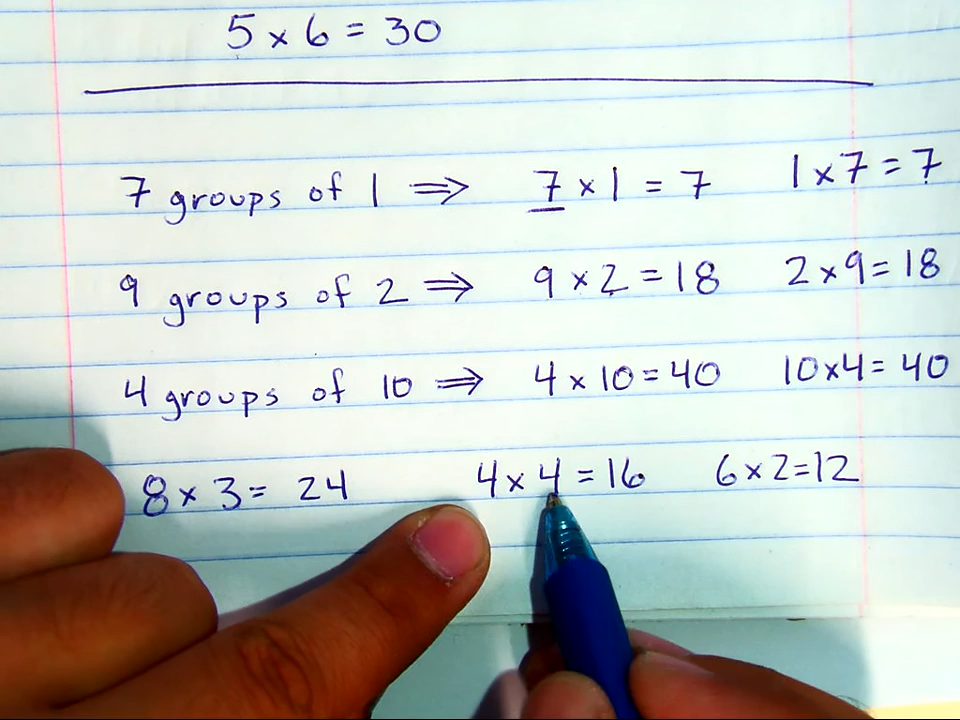 5 × 6 = 30
7 groups of 1 ⇒ 7 × 1 = 7 1 × 7 = 7
9 groups of 2 ⇒ 9 × 2 = 18 2 × 9 = 18
4 groups of 10 ⇒ 4 × 10 = 40 10 × 4 = 40
8 × 3 = 24 4 × 4 = 16 6 × 2 = 12